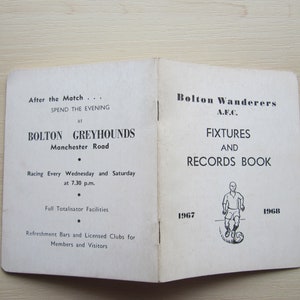 After the Match . . .
SPEND THE EVENING
at
BOLTON GREYHOUNDS
Manchester Road
Racing Every Wednesday and Saturday
at 7.30 p.m.
Full Totalisator Facilities
Refreshment Bars and Licensed Clubs for
Members and Visitors
Bolton Wanderers
A.F.C.
FIXTURES
AND
RECORDS BOOK
1967 1968